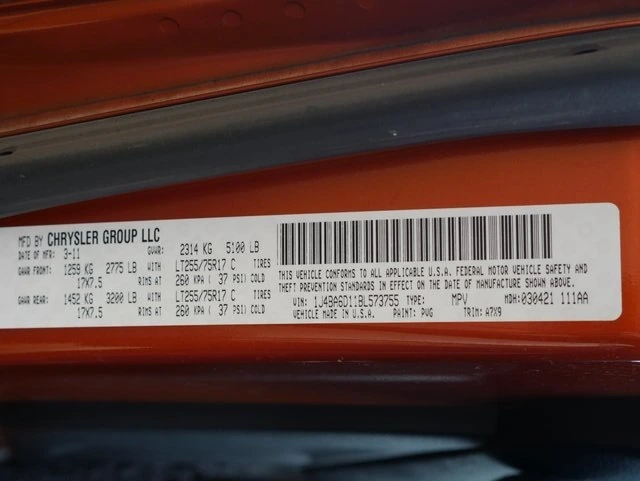 MFD BY CHRYSLER GROUP LLC
DATE OF MFR: 3-11 GVWR: 2314 KG 5100 LB
GAWR FRONT: 1259 KG 2775 LB WITH LT255/75R17 C TIRES
17X7.5 RIMS AT 260 KPA ( 37 PSI) COLD
GAWR REAR: 1452 KG 3200 LB WITH LT255/75R17 C TIRES
17X7.5 RIMS AT 260 KPA ( 37 PSI) COLD
THIS VEHICLE CONFORMS TO ALL APPLICABLE U.S.A. FEDERAL MOTOR VEHICLE SAFETY AND
THEFT PREVENTION STANDARDS IN EFFECT ON THE DATE OF MANUFACTURE SHOWN ABOVE.
VIN: 1J4BA6D11BL573755 TYPE: MPV MDH: 030421 111AA
VEHICLE MADE IN U.S.A. PAINT: PVG TRIM: A7X9